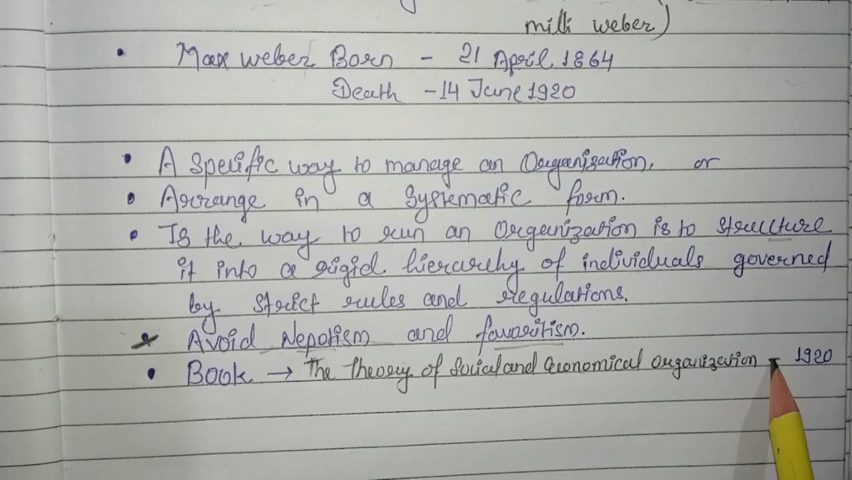 milli weber)
• Max weber Born - 21 April 1864
Death - 14 June 1920
• A Specific way to manage an Organization, or
• Arrange in a Systematic form.
• Is the way to run an Organization is to structure
it into a rigid hierarchy of individuals governed
by strict rules and regulations.
Avoid Nepotism and favouritism.
• Book → The Theory of Social and Economical Organization - 1920